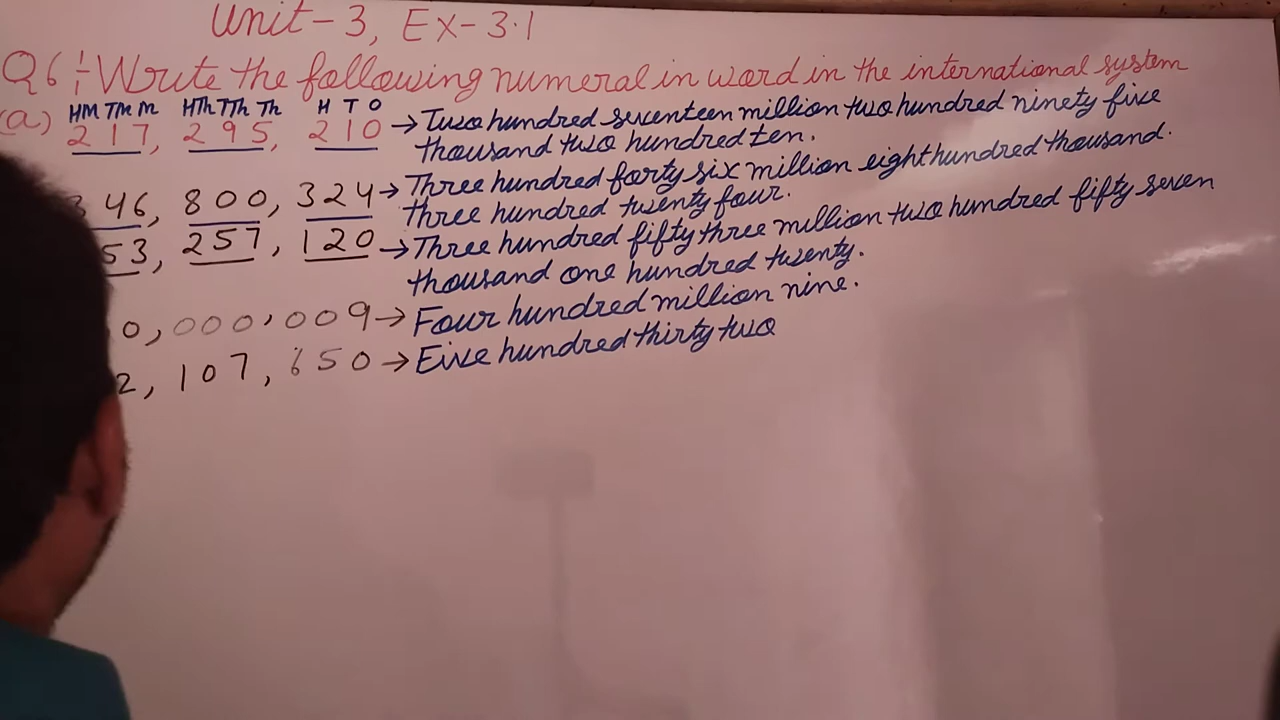 Unit-3, Ex-3.1
Q6:- Write the following numeral in word in the international system
HM TM M HTh TTh Th H T O
(a) 217, 295, 210 → Two hundred seventeen million two hundred ninety five
thousand two hundred ten.
346, 800, 324 → Three hundred forty six million eight hundred thousand.
three hundred twenty four.
53, 257, 120 → Three hundred fifty three million two hundred fifty seven
thousand one hundred twenty.
0,000,009 → Four hundred million nine.
2, 107, 650 → Five hundred thirty two